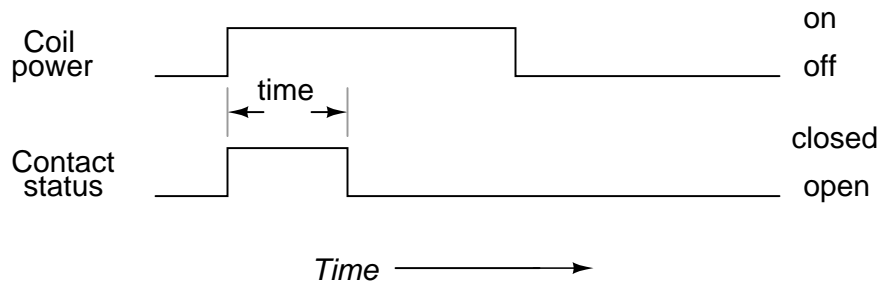 Coil
power
on
off
time
Contact
status
closed
open
Time